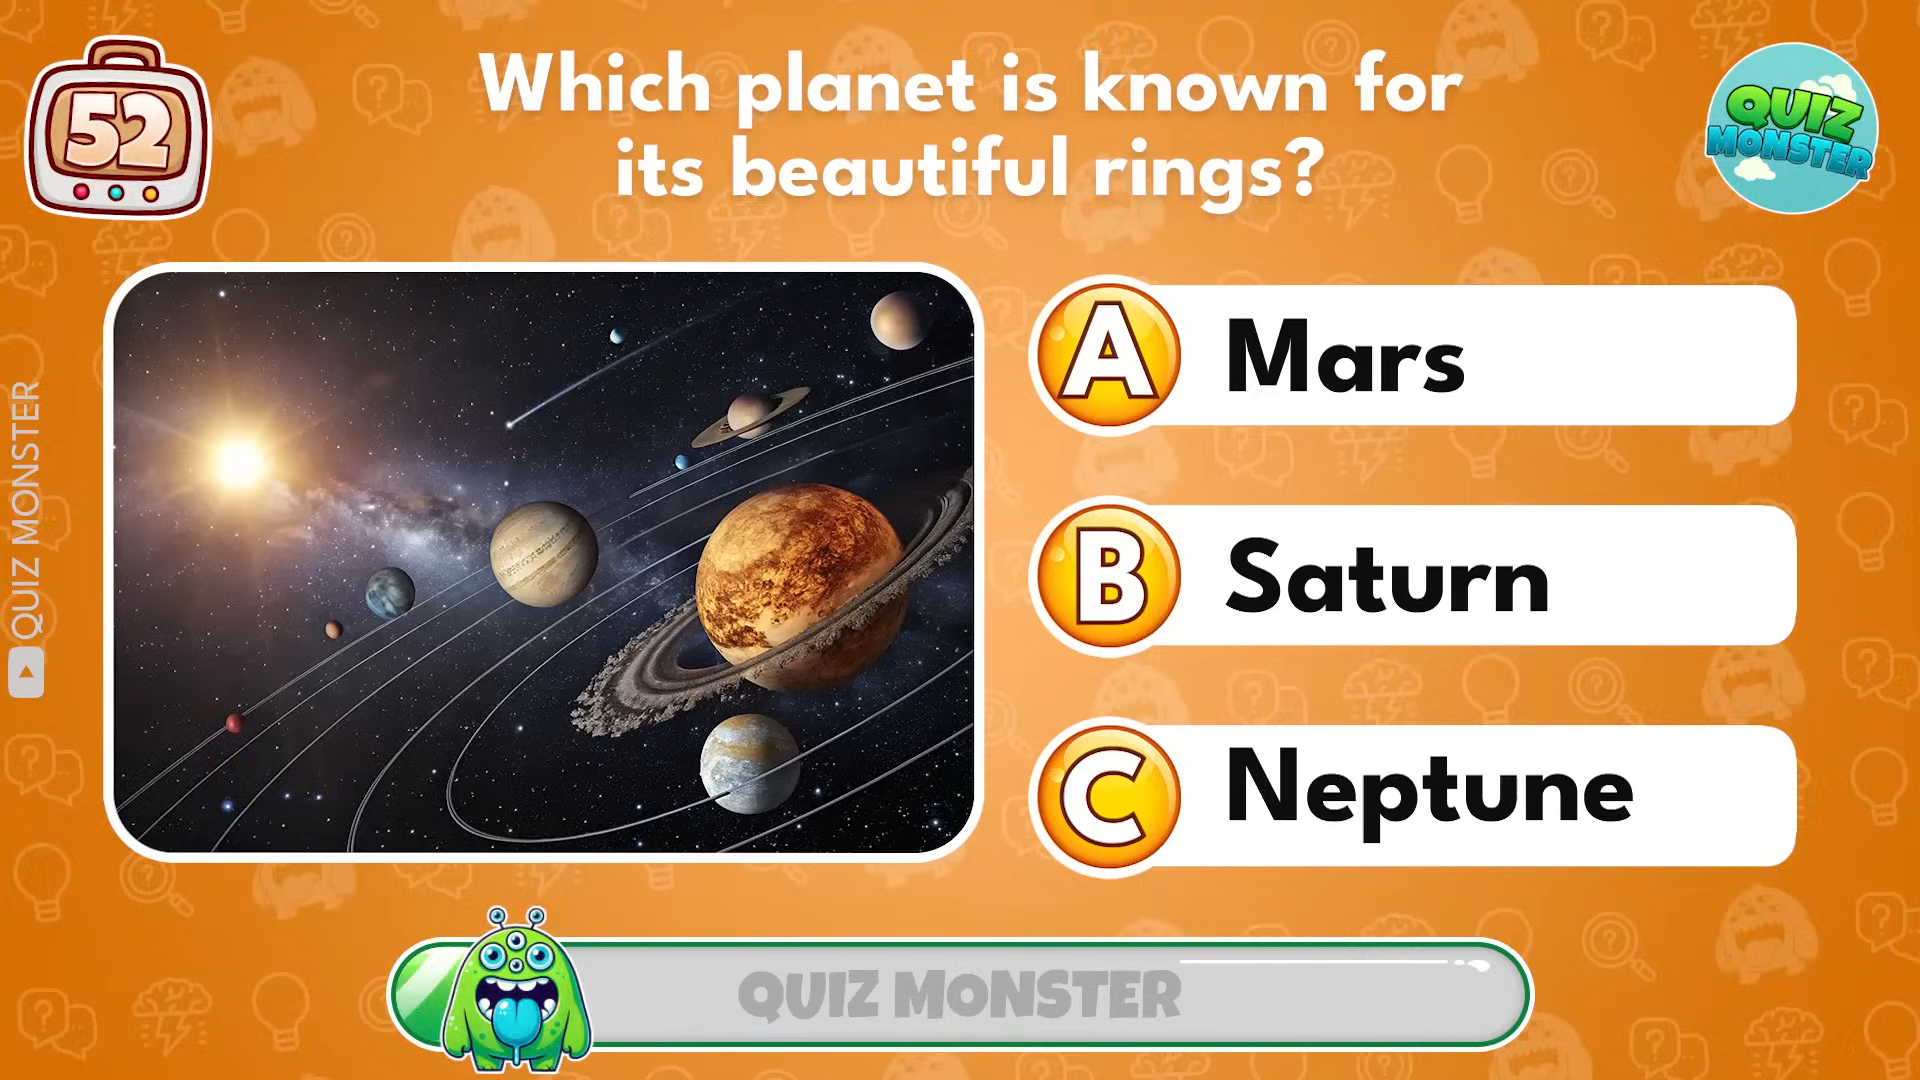 52
Which planet is known for
its beautiful rings?
QUIZ
MONSTER
A Mars
B Saturn
C Neptune
QUIZ MONSTER
QUIZ MONSTER